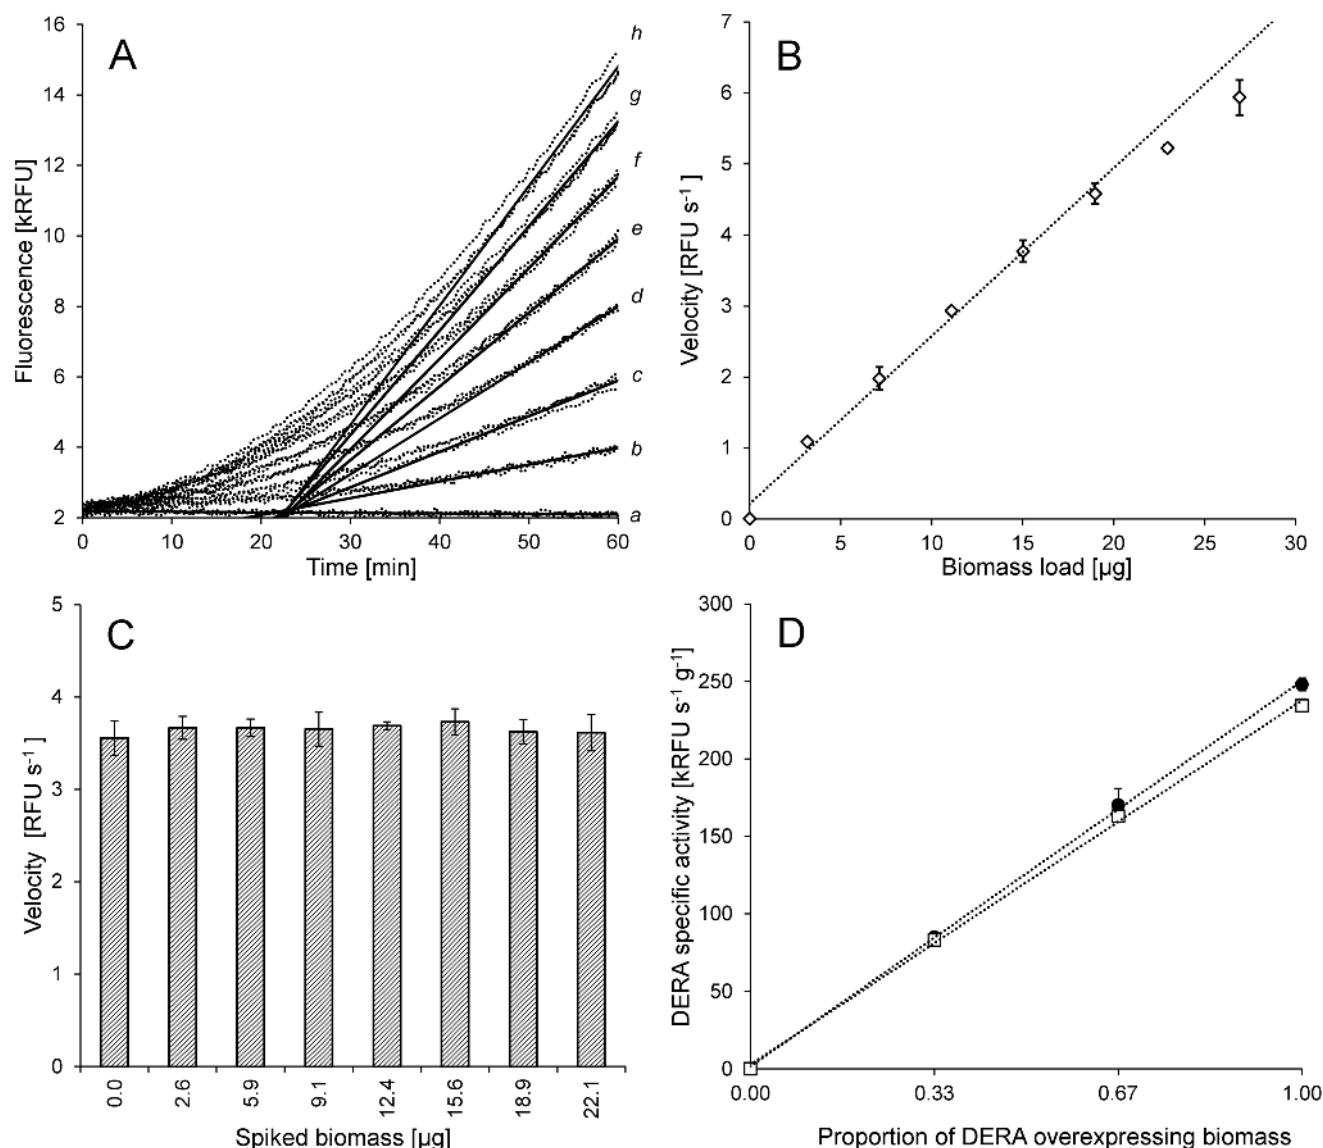 A
16
14
12
10
8
6
4
2
Fluorescence [kRFU]
0
10
20
30
40
50
60
Time [min]
h
g
f
e
d
c
b
a
B
7
6
5
4
3
2
1
0
Velocity [RFU s-1 ]
0
5
10
15
20
25
30
Biomass load [µg]
C
5
4
3
2
1
0
Velocity [RFU s-1 ]
0.0
2.6
5.9
9.1
12.4
15.6
18.9
22.1
Spiked biomass [µg]
D
300
250
200
150
100
50
0
DERA specific activity [kRFU s-1 g-1]
0.00
0.33
0.67
1.00
Proportion of DERA overexpressing biomass